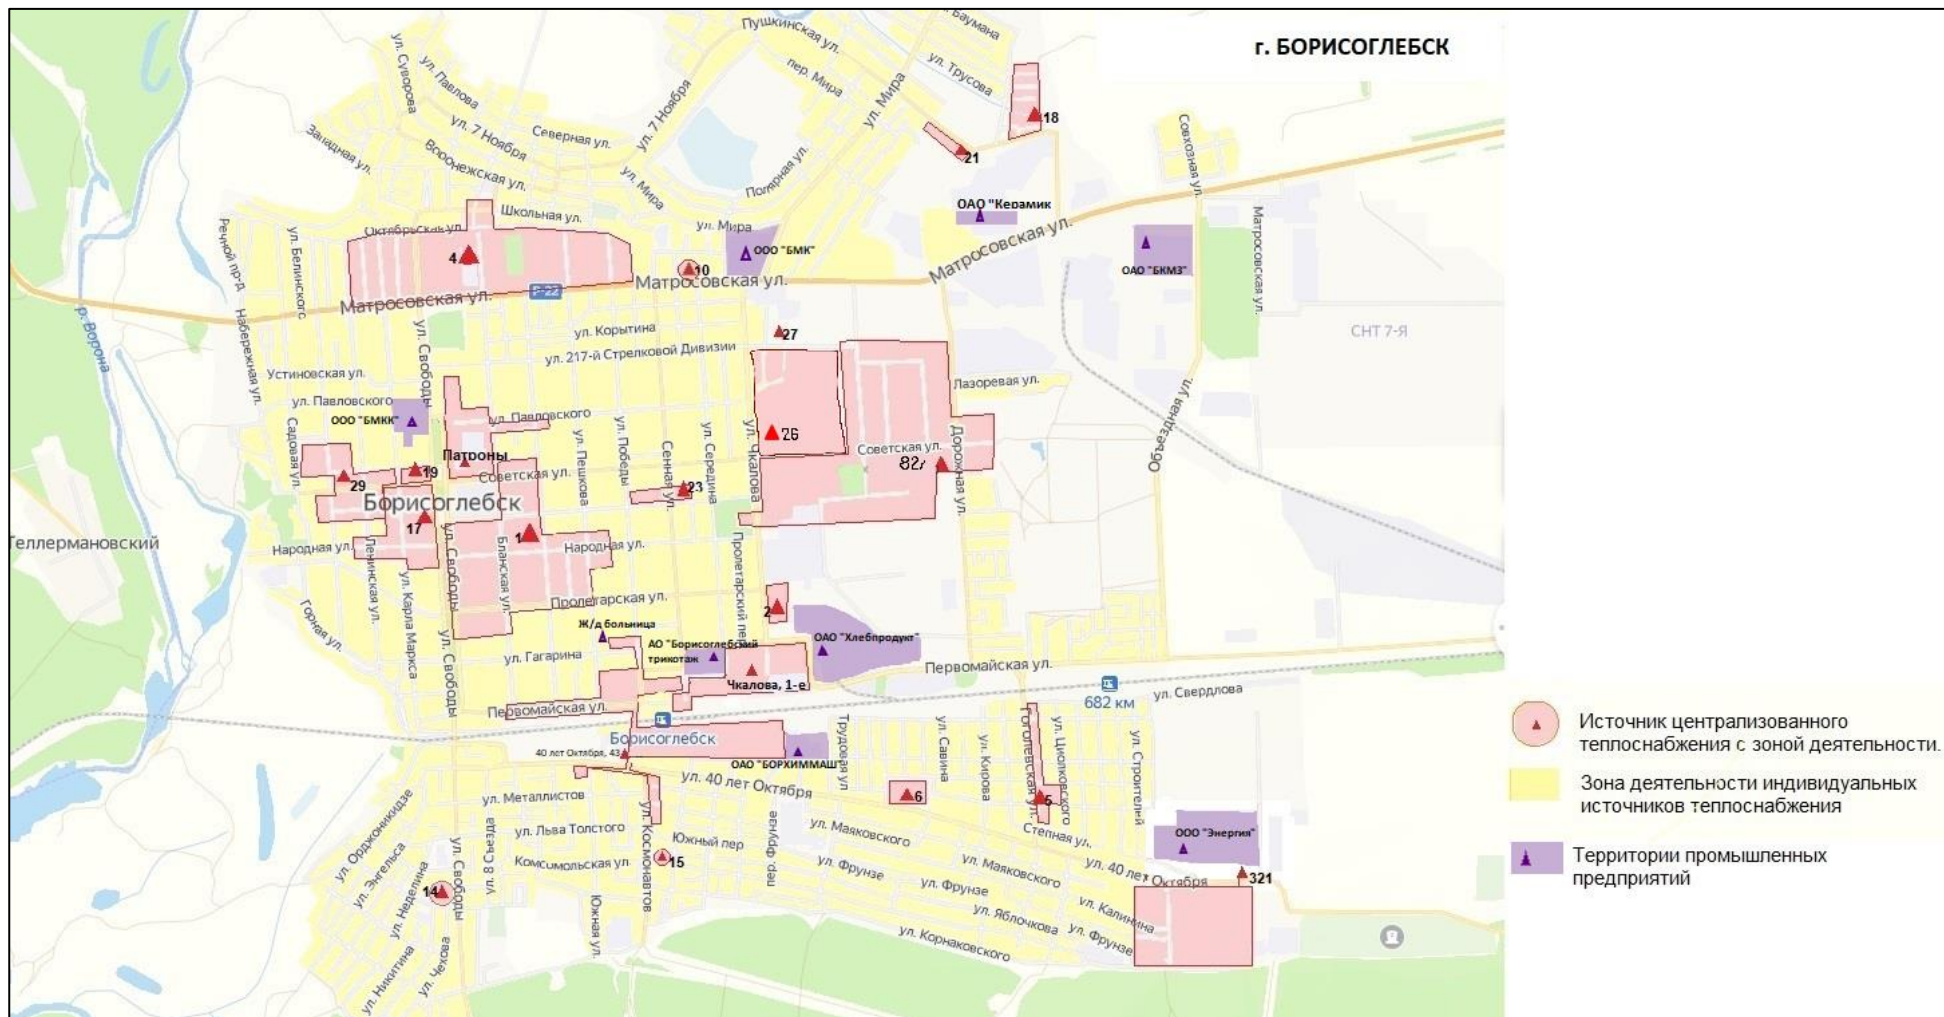 г. БОРИСОГЛЕБСК
Пушкинская ул.
Баумана
ул. Суворова
ул. Павлова
пер. Мира
ул. Трусова
ул. Мира
ул. 7 Ноября
ул. 7 Ноября
Северная ул.
Западная ул.
Воронежская ул.
ул. Мира
Полярная ул.
18
21
Совхозная ул.
Школьная ул.
Октябрьская ул.
ул. Мира
ОАО "Керамик
Матросовская ул.
Матросовская ул.
Речной пр-д
ул. Белинского
4
10
ООО "БМК"
ОАО "БКМЗ"
Матросовская ул.
Матросовская ул.
Р-22
р. Ворона
Набережная ул.
ул. Свободы
ул. Корытина
27
СНТ 7-Я
ул. 217-й Стрелковой Дивизии
Устиновская ул.
Лазоревая ул.
ул. Павловского
ООО "БМКК"
ул. Павловского
Садовая ул.
ул. Пешкова
ул. Победы
Сенная ул.
ул. Середина
ул. Чкалова
26
Советская ул.
Дорожная ул.
Объездная ул.
Патроны
Советская ул.
19
29
82
23
Борисоглебск
17
1
Теллермановский
Народная ул.
Ленинская ул.
ул. Свободы
Бланская ул.
Народная ул.
Пролетарский пер
ул. Карла Маркса
Горная ул.
Пролетарская ул.
2
Ж/д больница
ул. Свободы
ул. Гагарина
АО "Борисоглебский
трикотаж
ОАО "Хлебпродукт"
Первомайская ул.
Чкалова, 1-е
682 км
ул. Свердлова
Первомайская ул.
Борисоглебск
40 лет Октября, 43
ОАО "БОРХИММАШ"
Трудовая ул
ул. Савина
ул. Кирова
Гоголевская ул.
ул. Циолковского
ул. Строителей
ул. 40 лет Октября
6
5
ул. Металлистов
ул. Льва Толстого
Комсомольская ул.
ул. Орджоникидзе
ул. Энгельса
ул. Неделина
ул. Свободы
ул. 8 Съезда
ул. Космонавтов
Южный пер
15
пер. Фрунзе
ул. Маяковского
Степная ул.
ООО "Энергия"
ул. Фрунзе
ул. Маяковского
ул. 40 лет
Октября
321
14
ул. Фрунзе
ул. Яблочкова
ул. Калинина
ул. Фрунзе
Южная ул.
ул. Корнаковского
ул. Никитина
ул. Чехова
Источник централизованного
теплоснабжения с зоной деятельности.
Зона деятельности индивидуальных
источников теплоснабжения
Территории промышленных
предприятий